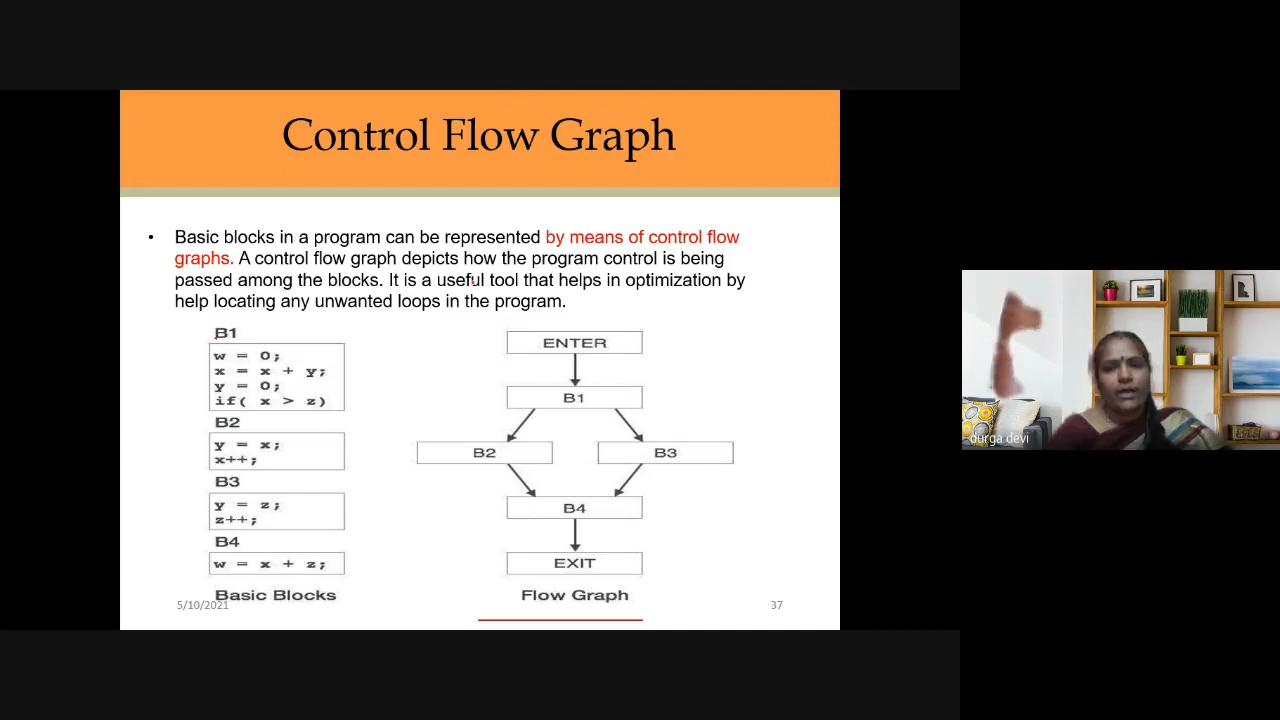 Control Flow Graph
• Basic blocks in a program can be represented by means of control flow
graphs. A control flow graph depicts how the program control is being
passed among the blocks. It is a useful tool that helps in optimization by
help locating any unwanted loops in the program.
B1
w = 0;
x = x + y;
y = 0;
if( x > z)
B2
y = x;
x++;
B3
y = z;
z++;
B4
w = x + z;
Basic Blocks
ENTER
B1
B2 B3
B4
EXIT
Flow Graph
5/10/2021
37
durga devi